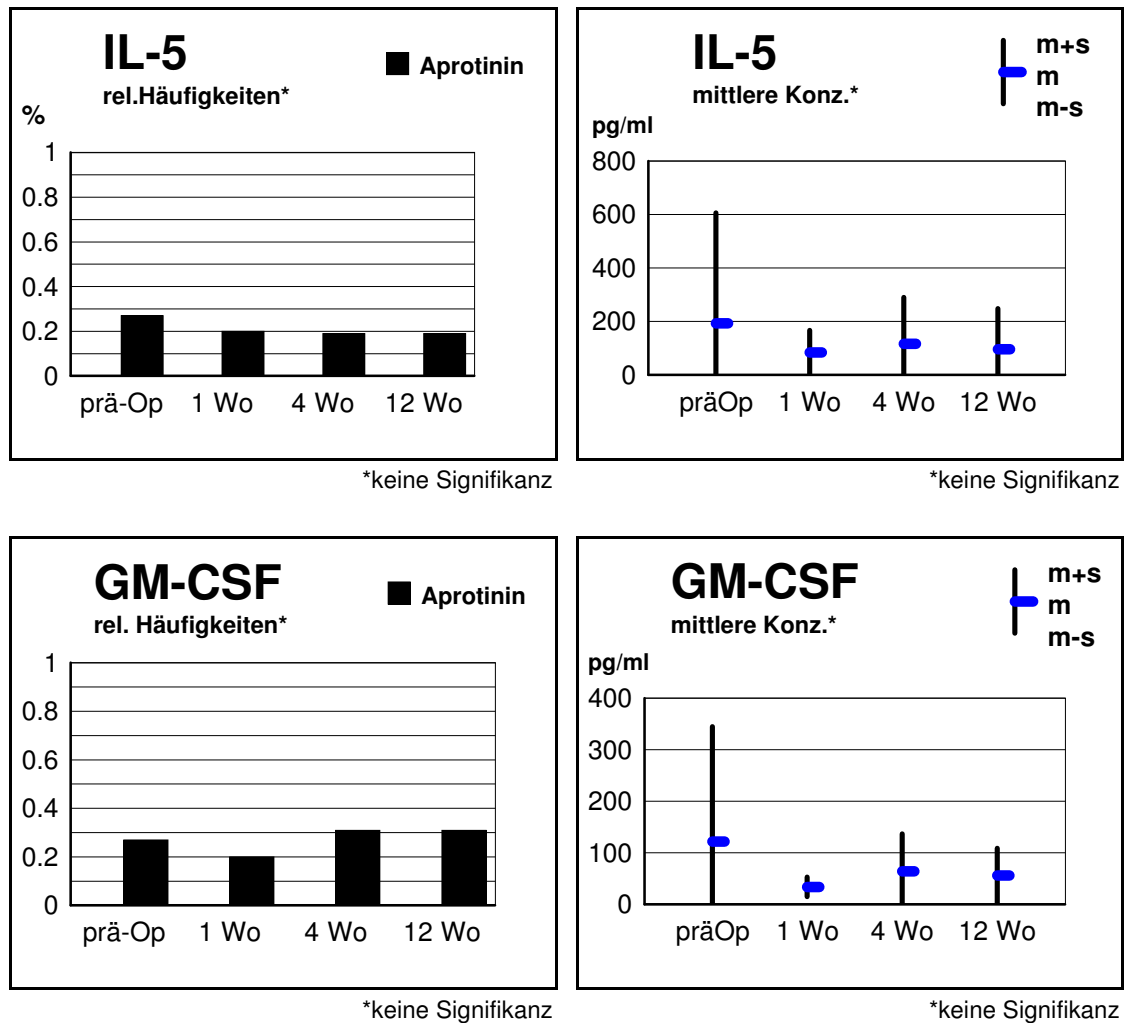 IL-5
rel.Häufigkeiten*
Aprotinin
%
1
0.8
0.6
0.4
0.2
0
prä-Op 1 Wo 4 Wo 12 Wo
*keine Signifikanz
IL-5
mittlere Konz.*
m+s
m
m-s
pg/ml
800
600
400
200
0
präOp 1 Wo 4 Wo 12 Wo
*keine Signifikanz
GM-CSF
rel. Häufigkeiten*
Aprotinin
1
0.8
0.6
0.4
0.2
0
prä-Op 1 Wo 4 Wo 12 Wo
*keine Signifikanz
GM-CSF
mittlere Konz.*
m+s
m
m-s
pg/ml
400
300
200
100
0
präOp 1 Wo 4 Wo 12 Wo
*keine Signifikanz